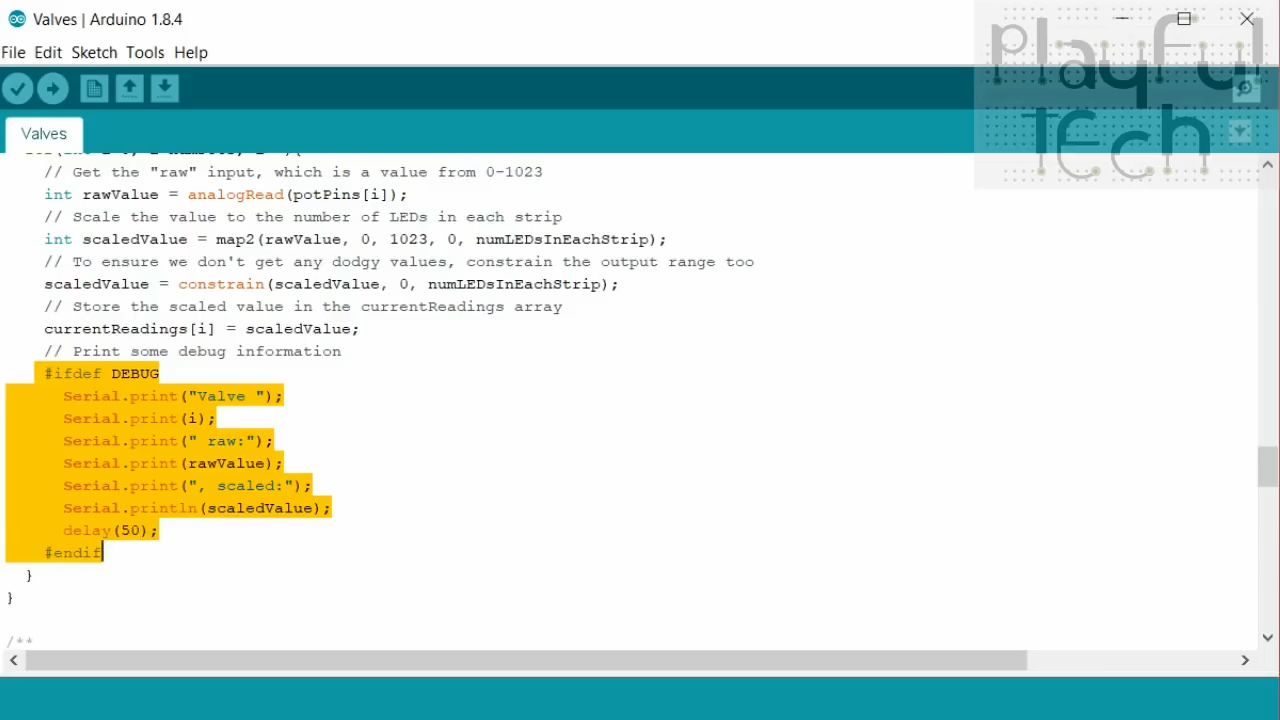 Valves | Arduino 1.8.4
File Edit Sketch Tools Help
playful
TEch
Valves
// Get the "raw" input, which is a value from 0-1023
int rawValue = analogRead(potPins[i]);
// Scale the value to the number of LEDs in each strip
int scaledValue = map2(rawValue, 0, 1023, 0, numLEDsInEachStrip);
// To ensure we don't get any dodgy values, constrain the output range too
scaledValue = constrain(scaledValue, 0, numLEDsInEachStrip);
// Store the scaled value in the currentReadings array
currentReadings[i] = scaledValue;
// Print some debug information
#ifdef DEBUG
Serial.print("Valve ");
Serial.print(i);
Serial.print(" raw:");
Serial.print(rawValue);
Serial.print(", scaled:");
Serial.println(scaledValue);
delay(50);
#endif
}
}
/**